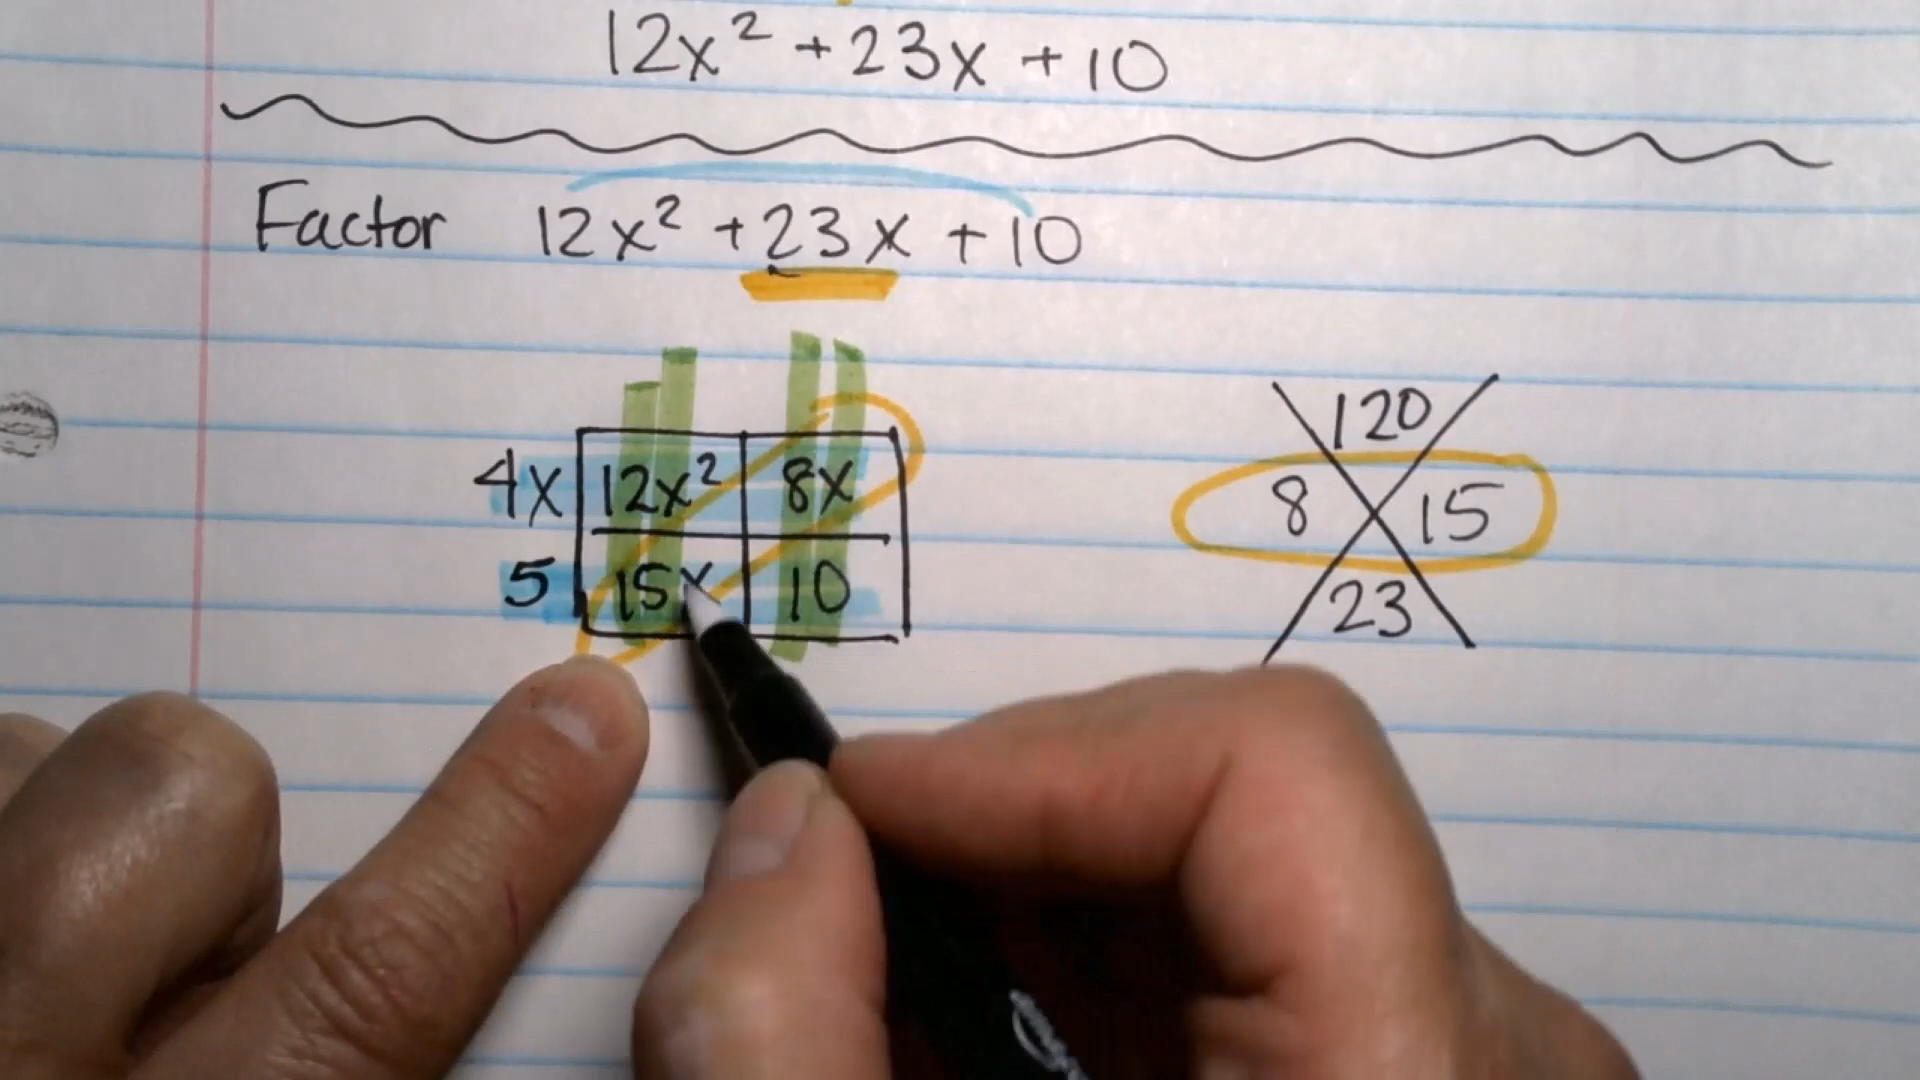 12x² + 23x + 10
Factor 12x² + 23x + 10
120
4x 12x² 8x
8 15
5 15x 10
23